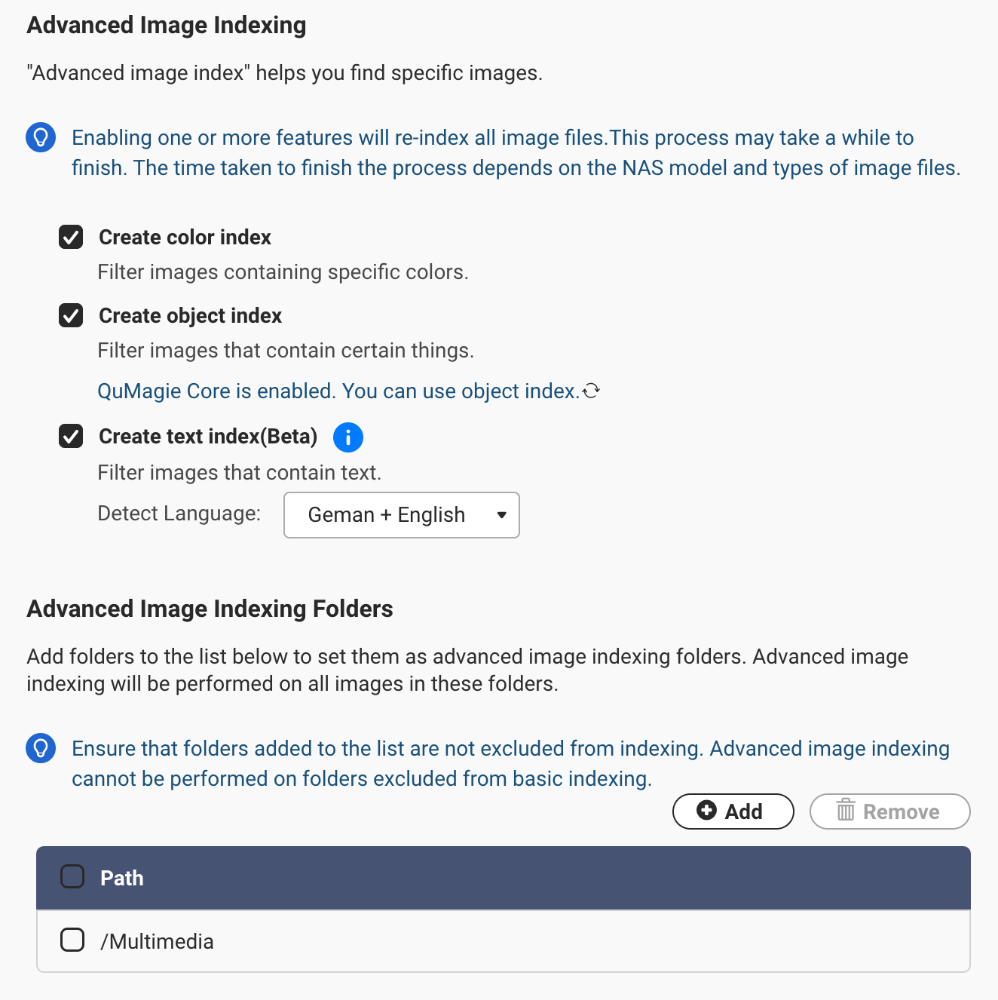 Advanced Image Indexing
"Advanced image index" helps you find specific images.
Enabling one or more features will re-index all image files.This process may take a while to
finish. The time taken to finish the process depends on the NAS model and types of image files.
Create color index
Filter images containing specific colors.
Create object index
Filter images that contain certain things.
QuMagie Core is enabled. You can use object index.
Create text index(Beta)
Filter images that contain text.
Detect Language: Geman + English
Advanced Image Indexing Folders
Add folders to the list below to set them as advanced image indexing folders. Advanced image
indexing will be performed on all images in these folders.
Ensure that folders added to the list are not excluded from indexing. Advanced image indexing
cannot be performed on folders excluded from basic indexing.
Add Remove
Path
/Multimedia